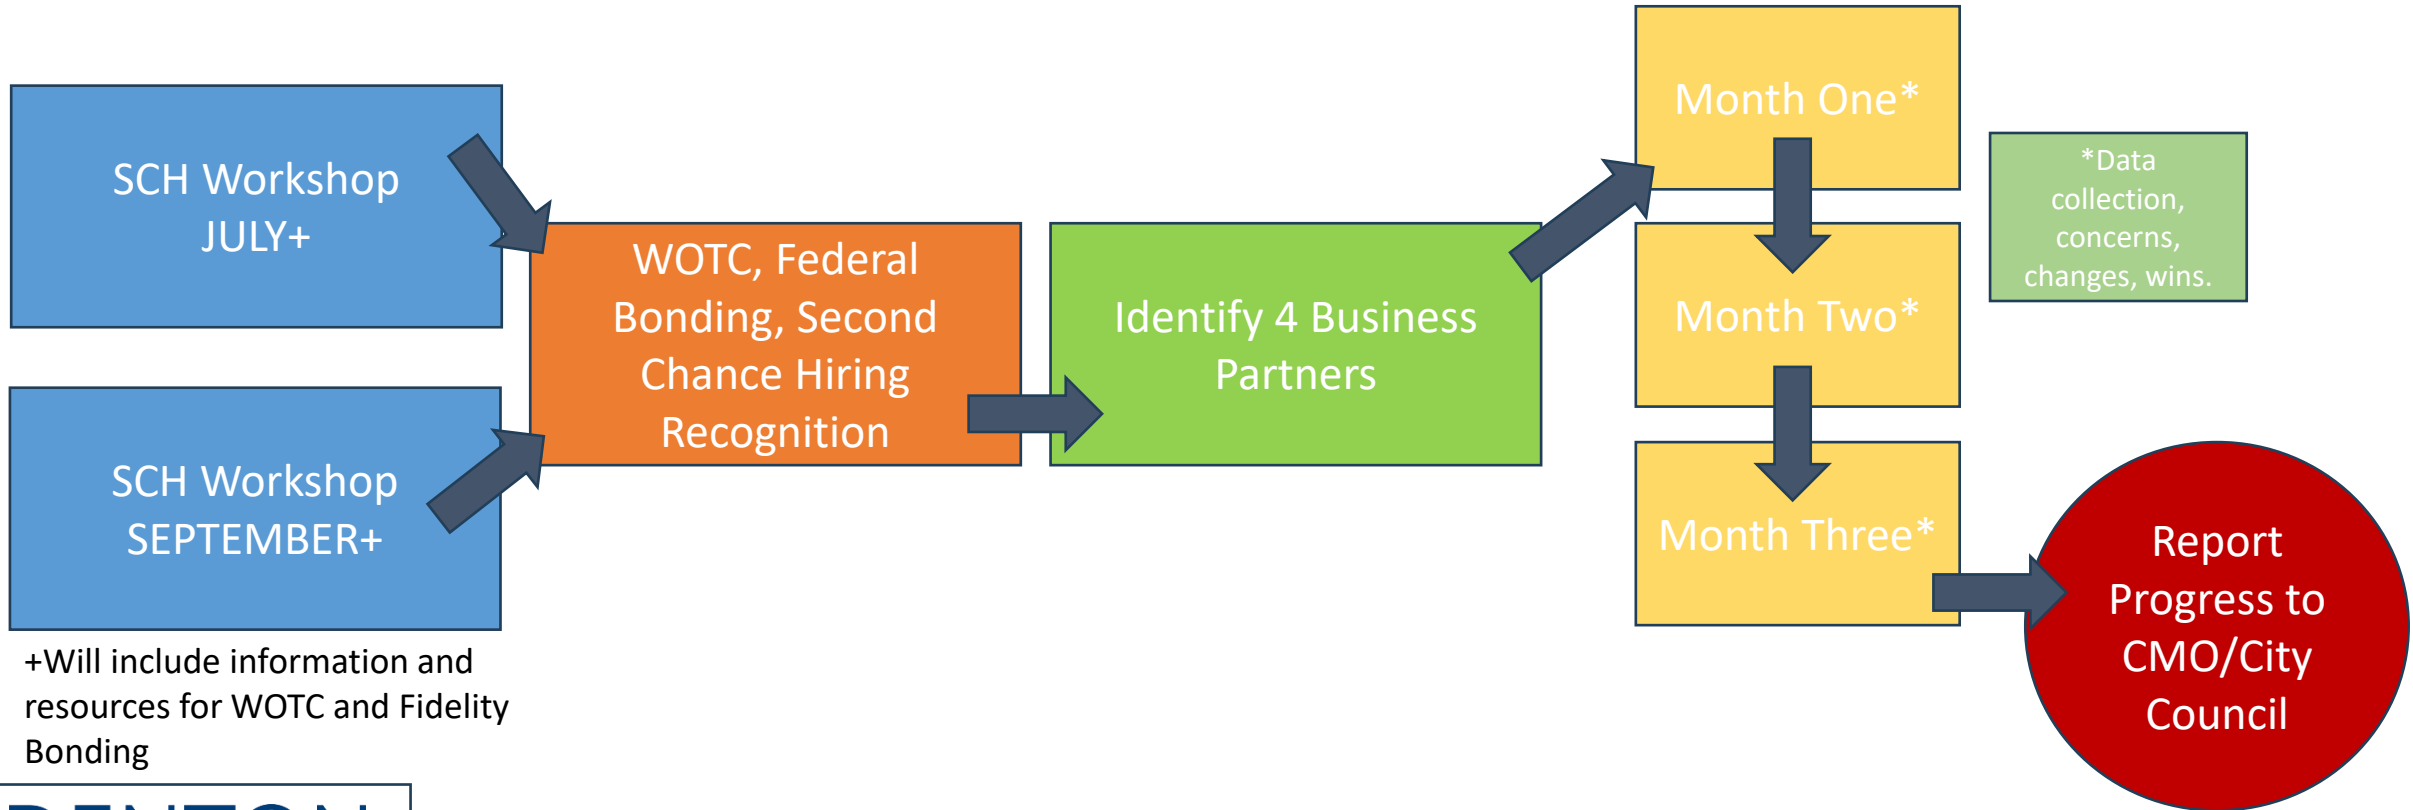 SCH Workshop
JULY+
SCH Workshop
SEPTEMBER+
+Will include information and
resources for WOTC and Fidelity
Bonding
WOTC, Federal
Bonding, Second
Chance Hiring
Recognition
Identify 4 Business
Partners
Month One*
Month Two*
Month Three*
*Data
collection,
concerns,
changes, wins.
Report
Progress to
CMO/City
Council
DENTON